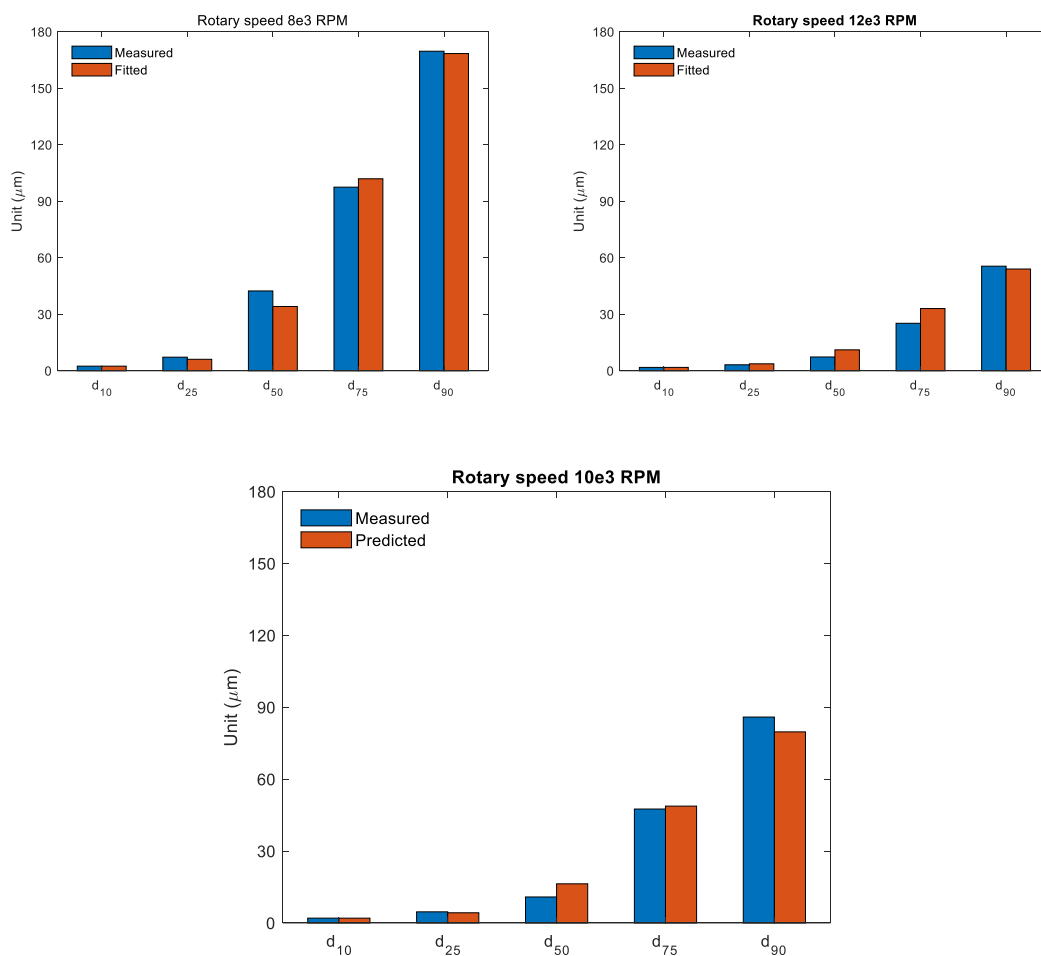 Rotary speed 8e3 RPM
180
150
120
90
60
30
0
Unit (μm)
Measured
Fitted
d10 d25 d50 d75 d90
Rotary speed 12e3 RPM
180
150
120
90
60
30
0
Unit (μm)
Measured
Fitted
d10 d25 d50 d75 d90
Rotary speed 10e3 RPM
180
150
120
90
60
30
0
Unit (μm)
Measured
Predicted
d10 d25 d50 d75 d90